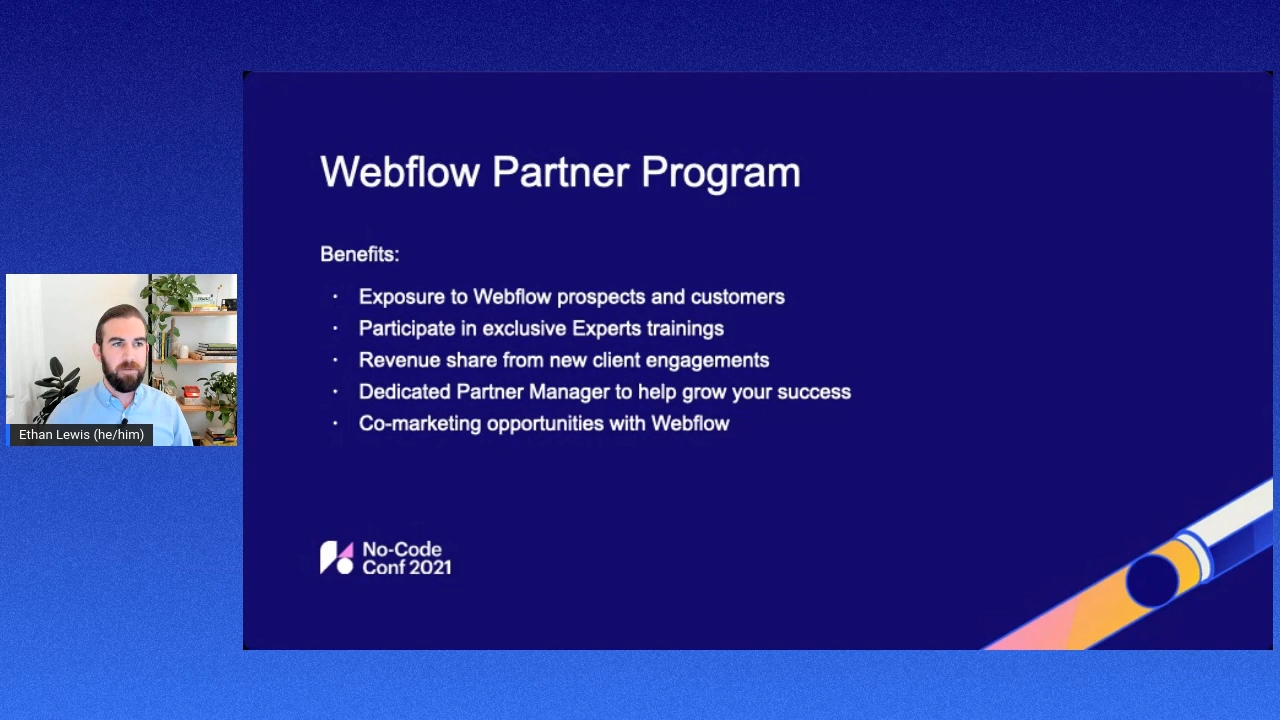 Webflow Partner Program
Benefits:
· Exposure to Webflow prospects and customers
· Participate in exclusive Experts trainings
· Revenue share from new client engagements
· Dedicated Partner Manager to help grow your success
· Co-marketing opportunities with Webflow
Ethan Lewis (he/him)
No-Code
Conf 2021